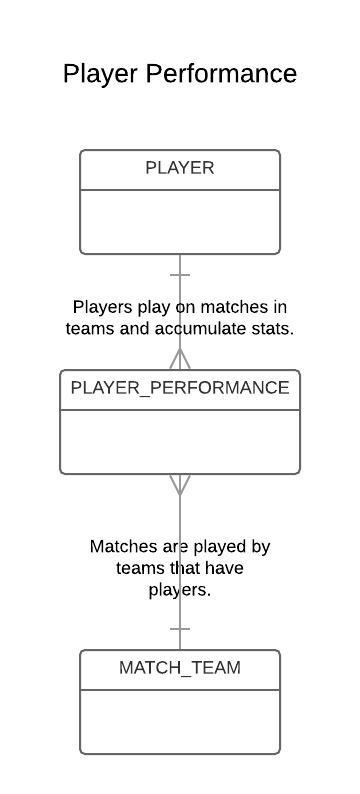 Player Performance
PLAYER
Players play on matches in
teams and accumulate stats.
PLAYER_PERFORMANCE
Matches are played by
teams that have
players.
MATCH_TEAM